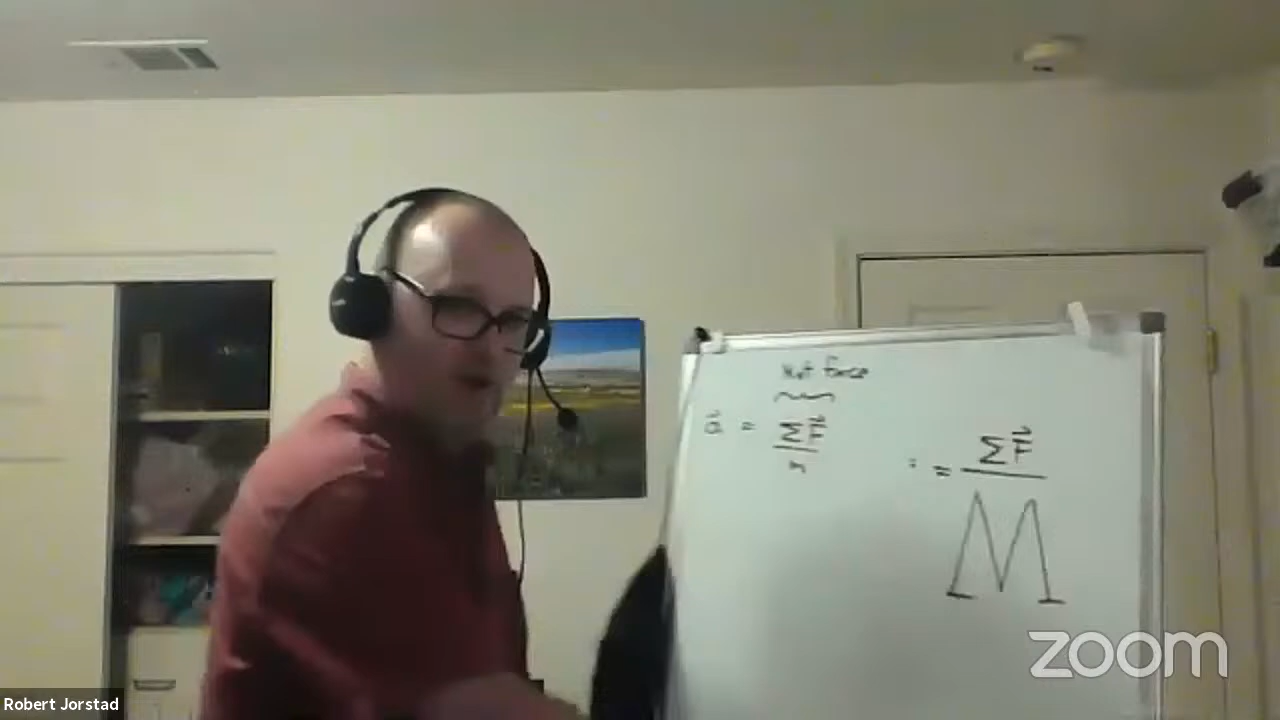 Net force
a⃗ = ΣF⃗/m
= ΣF⃗/M
zoom
Robert Jorstad